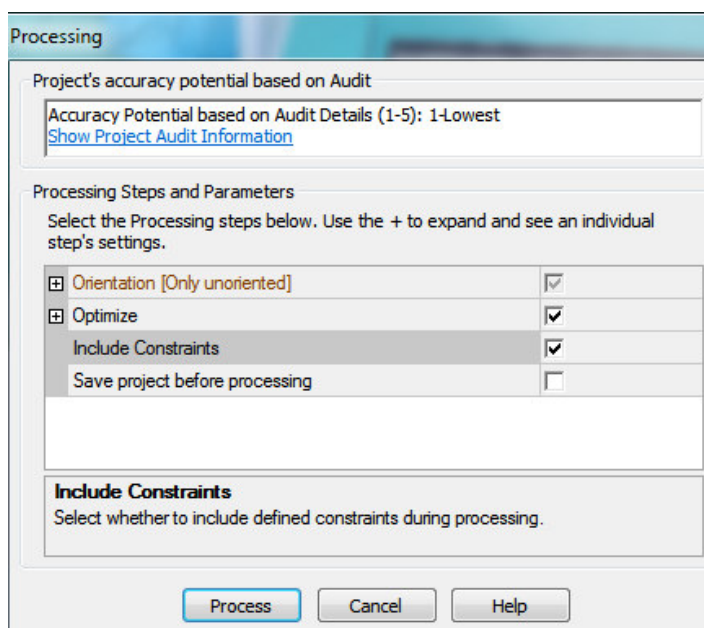 Processing
Project's accuracy potential based on Audit
Accuracy Potential based on Audit Details (1-5): 1-Lowest
Show Project Audit Information
Processing Steps and Parameters
Select the Processing steps below. Use the + to expand and see an individual
step's settings.
Orientation [Only unoriented]
Optimize
Include Constraints
Save project before processing
Include Constraints
Select whether to include defined constraints during processing.
Process Cancel Help